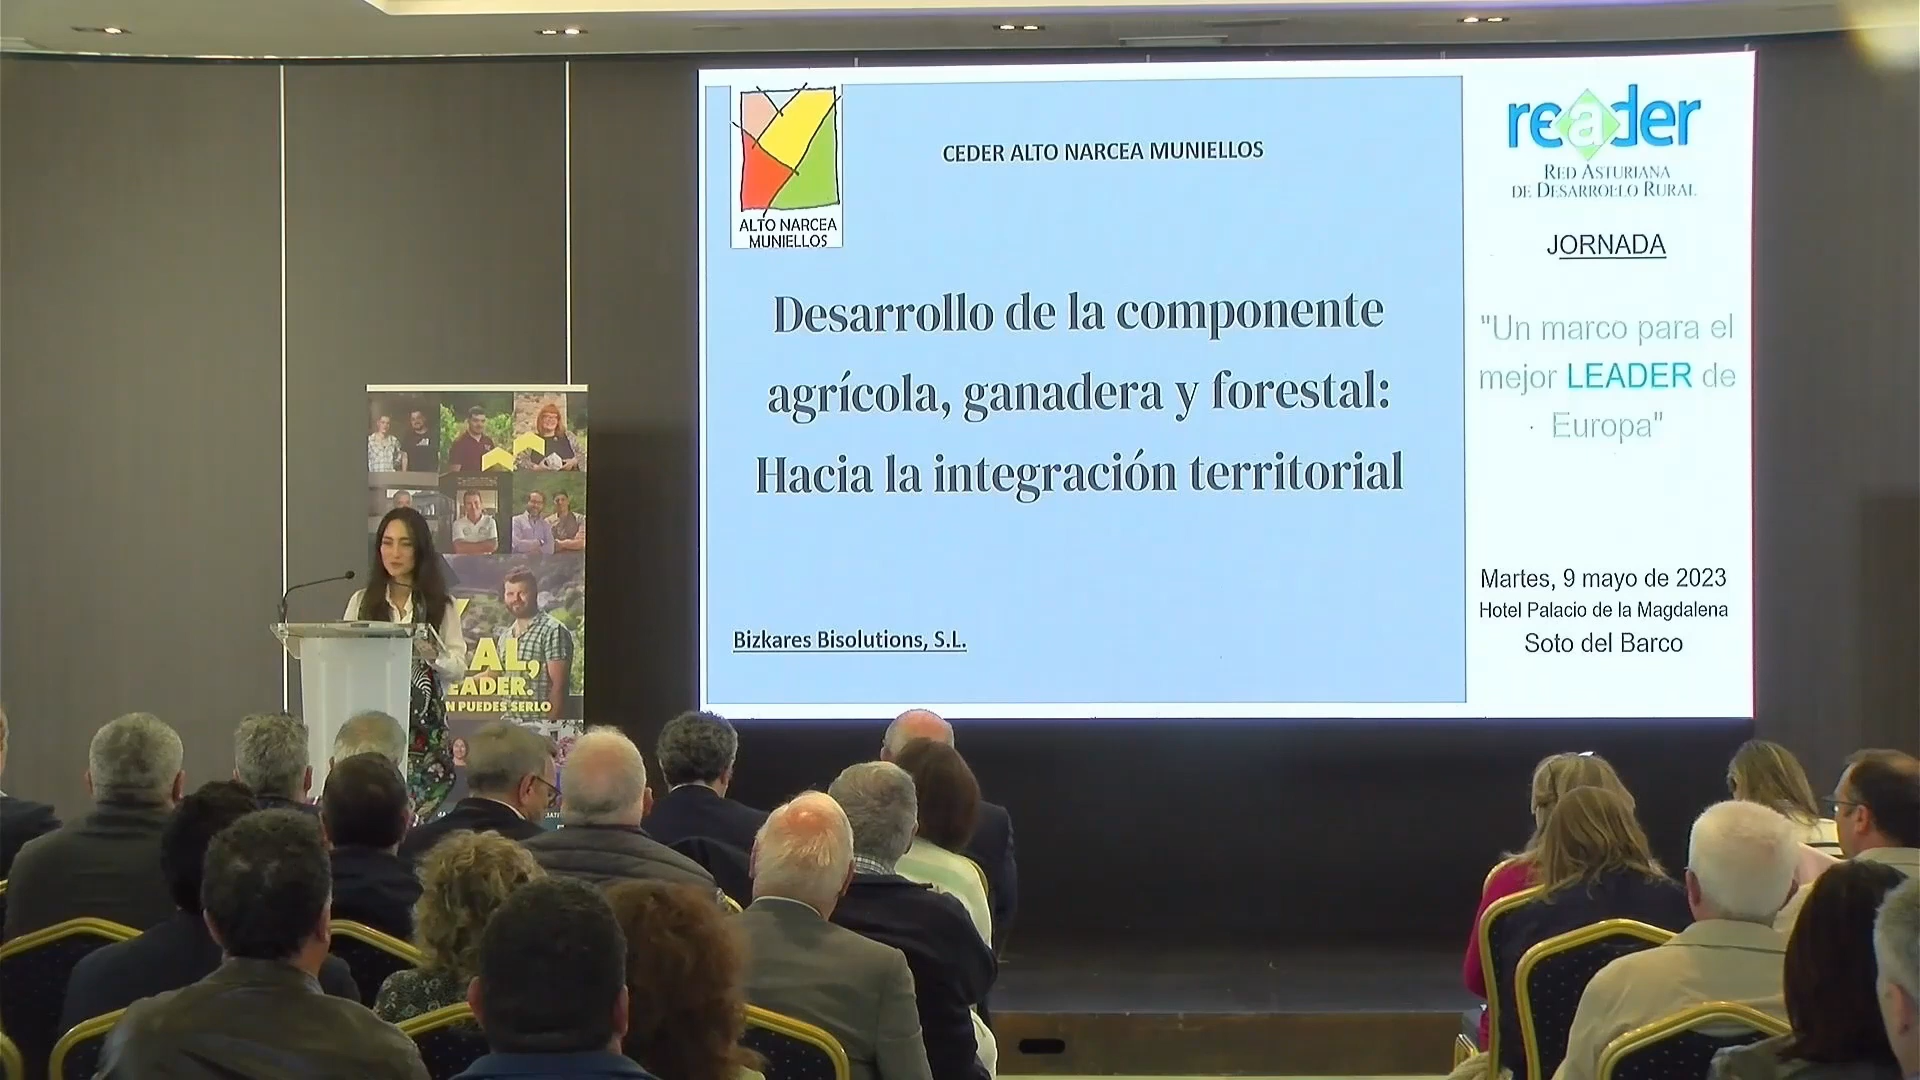 CEDER ALTO NARCEA MUNIELLOS
ALTO NARCEA
MUNIELLOS
Desarrollo de la componente
agrícola, ganadera y forestal:
Hacia la integración territorial
Bizkares Bisolutions, S.L.
reader
RED ASTURIANA
DE DESARROLLO RURAL
JORNADA
"Un marco para el
mejor LEADER de
Europa"
Martes, 9 mayo de 2023
Hotel Palacio de la Magdalena
Soto del Barco
PUEDES SERLO